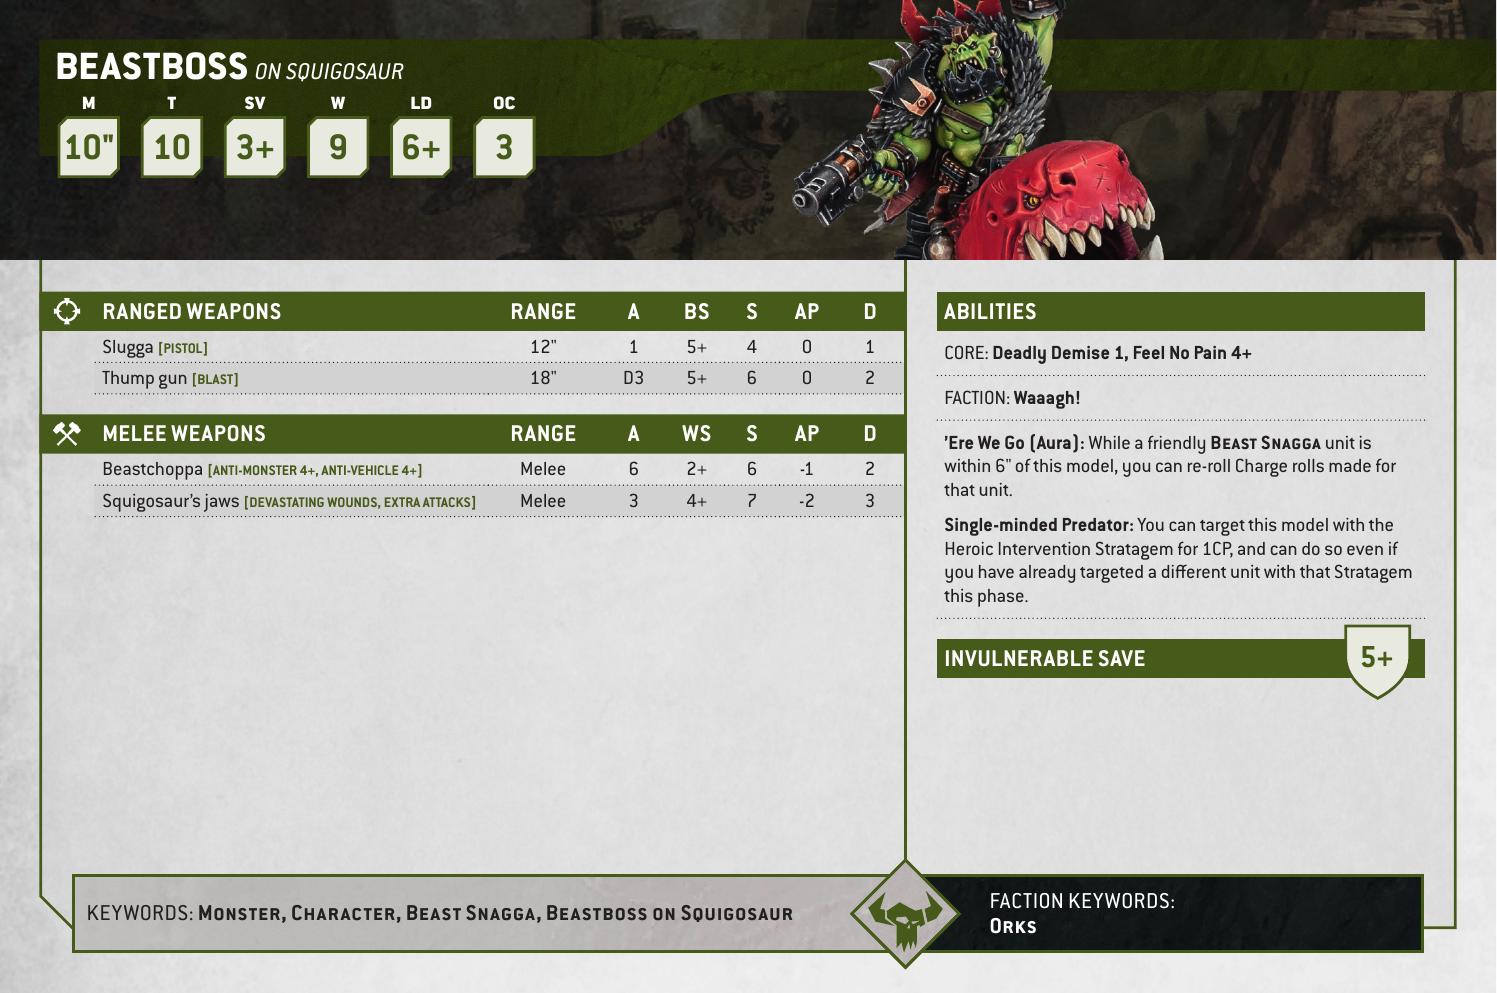 BEASTBOSS ON SQUIGOSAUR
M T SV W LD OC
10" 10 3+ 9 6+ 3
RANGED WEAPONS RANGE A BS S AP D
Slugga [PISTOL] 12" 1 5+ 4 0 1
Thump gun [BLAST] 18" D3 5+ 6 0 2
MELEE WEAPONS RANGE A WS S AP D
Beastchoppa [ANTI-MONSTER 4+, ANTI-VEHICLE 4+] Melee 6 2+ 6 -1 2
Squigosaur's jaws [DEVASTATING WOUNDS, EXTRA ATTACKS] Melee 3 4+ 7 -2 3
ABILITIES
CORE: Deadly Demise 1, Feel No Pain 4+
FACTION: Waaagh!
'Ere We Go (Aura): While a friendly BEAST SNAGGA unit is
within 6" of this model, you can re-roll Charge rolls made for
that unit.
Single-minded Predator: You can target this model with the
Heroic Intervention Stratagem for 1CP, and can do so even if
you have already targeted a different unit with that Stratagem
this phase.
INVULNERABLE SAVE 5+
KEYWORDS: MONSTER, CHARACTER, BEAST SNAGGA, BEASTBOSS ON SQUIGOSAUR
FACTION KEYWORDS:
ORKS